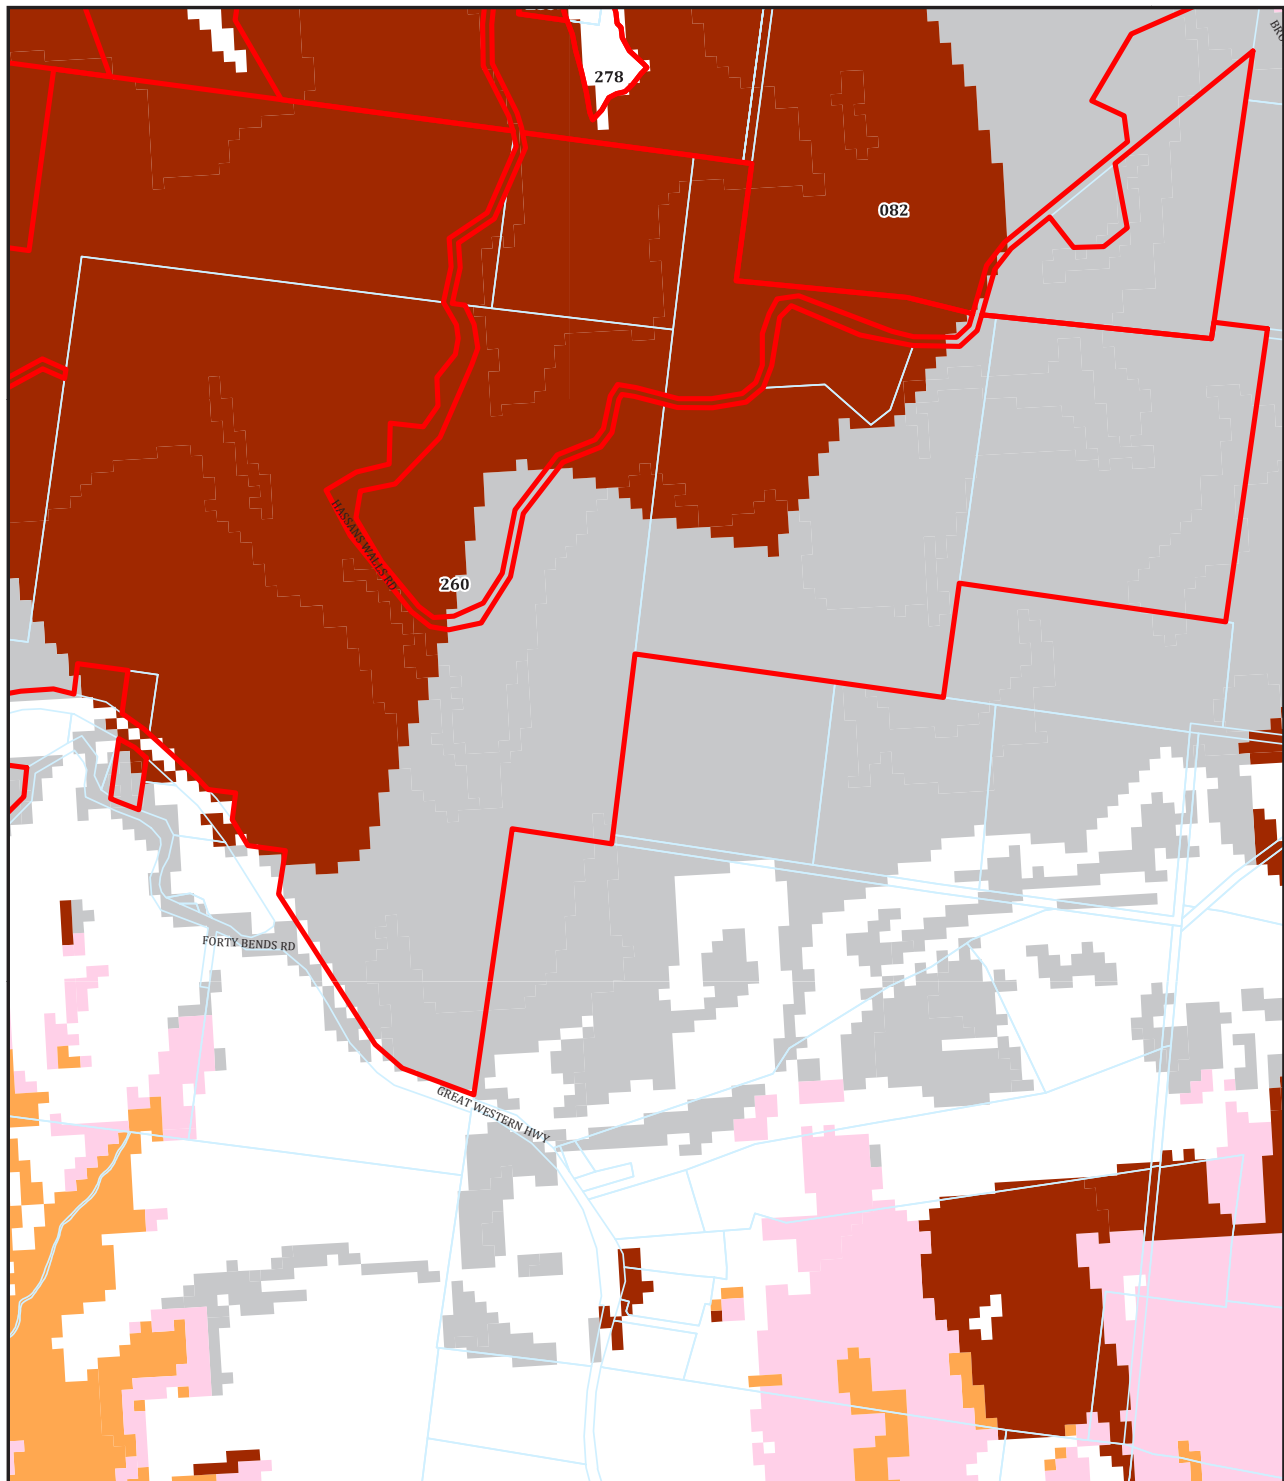 278
082
HASSANS WALLS RD
260
FORTY BENDS RD
GREAT WESTERN HWY